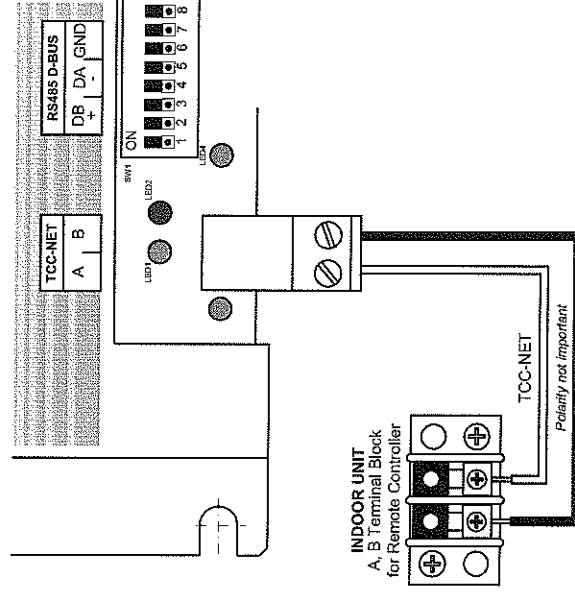 TCC-NET
A B
RS485 D-BUS
DB DA GND
+ -
SW1
ON
1 2 3 4 5 6 7 8
LED1
LED2
LED4
INDOOR UNIT
A, B Terminal Block
for Remote Controller
TCC-NET
Polarity not important